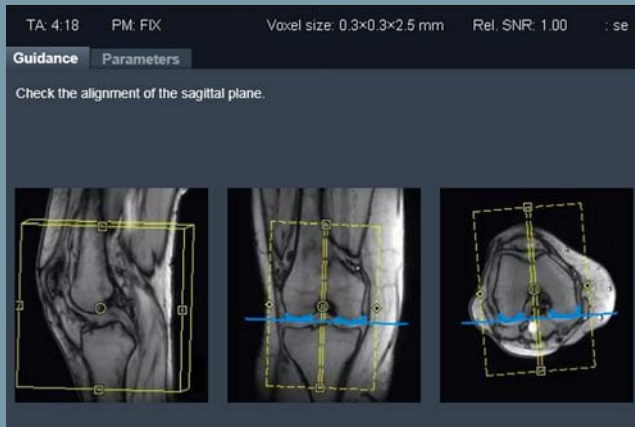 TA: 4:18 PM: FIX Voxel size: 0.3×0.3×2.5 mm Rel. SNR: 1.00 : se
Guidance Parameters
Check the alignment of the sagittal plane.